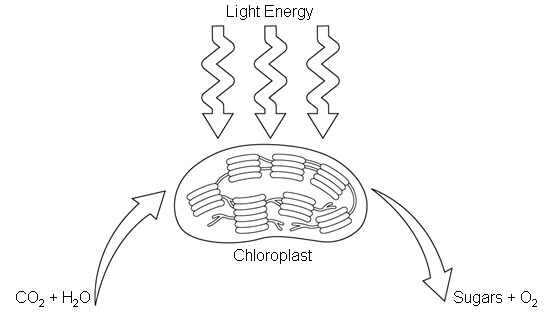 Light Energy
Chloroplast
CO₂ + H₂O
Sugars + O₂